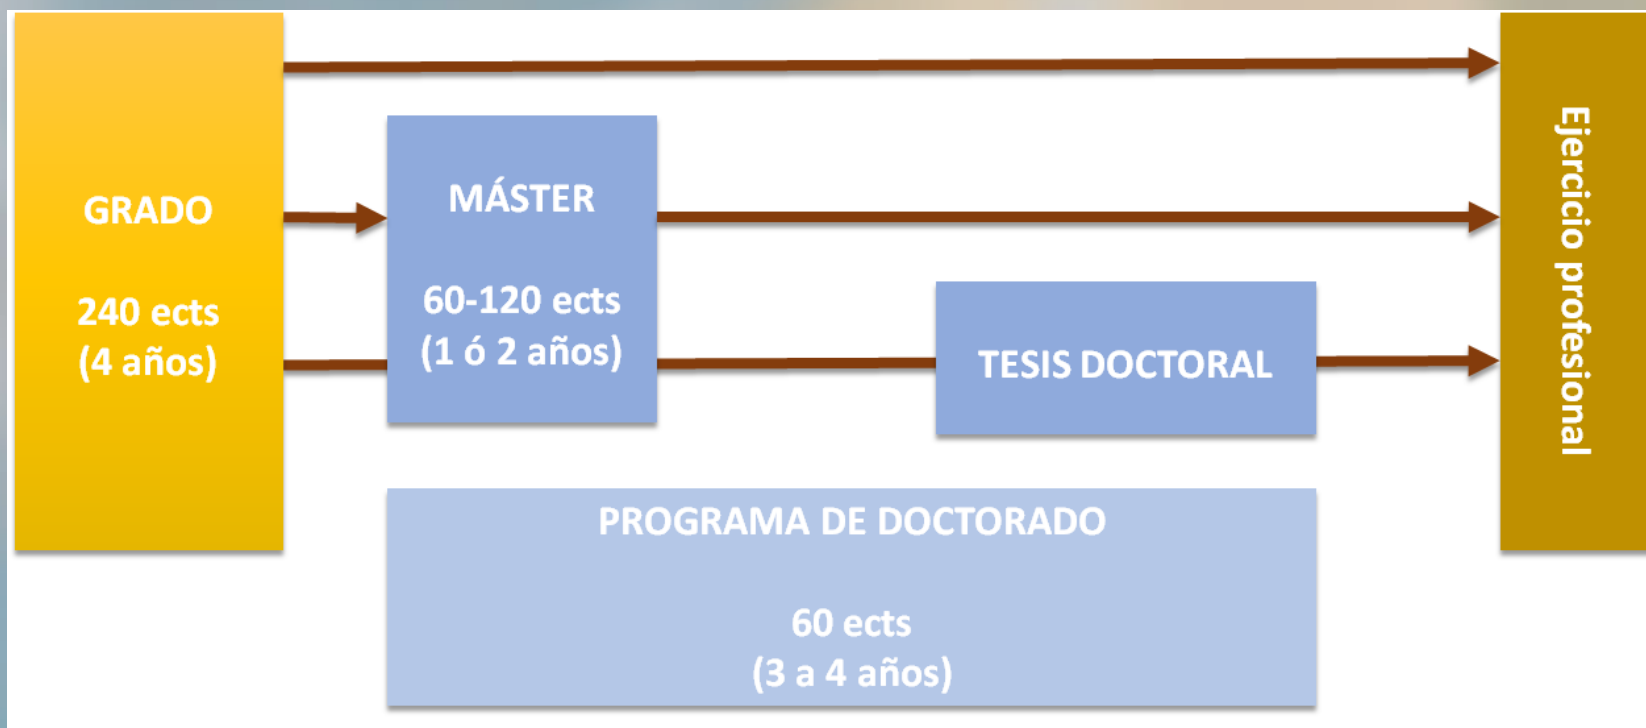 GRADO
240 ects
(4 años)
MÁSTER
60-120 ects
(1 ó 2 años)
TESIS DOCTORAL
PROGRAMA DE DOCTORADO
60 ects
(3 a 4 años)
Ejercicio profesional